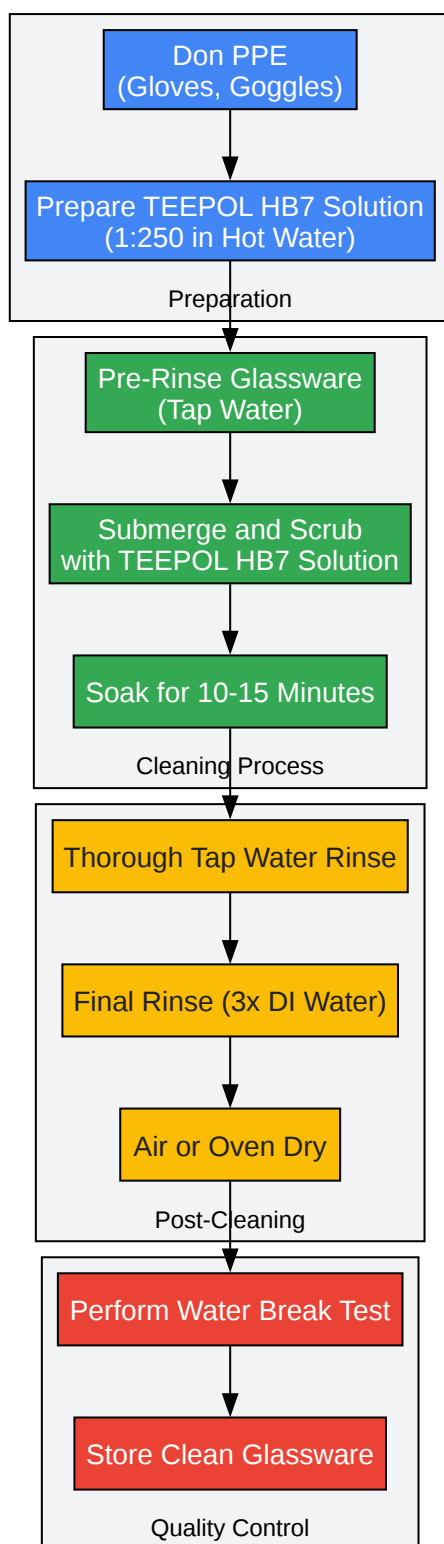 Don PPE
(Gloves, Goggles)
Prepare TEEPOL HB7 Solution
(1:250 in Hot Water)
Preparation
Pre-Rinse Glassware
(Tap Water)
Submerge and Scrub
with TEEPOL HB7 Solution
Soak for 10-15 Minutes
Cleaning Process
Thorough Tap Water Rinse
Final Rinse (3x DI Water)
Air or Oven Dry
Post-Cleaning
Perform Water Break Test
Store Clean Glassware
Quality Control